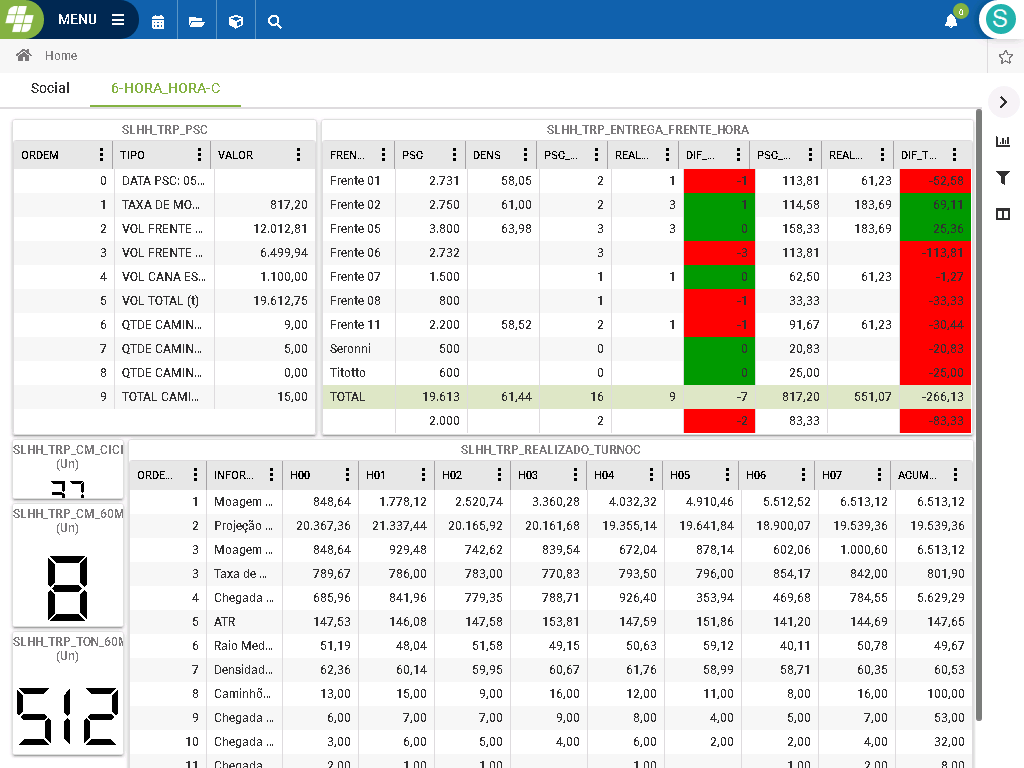 MENU
0
S
Home
Social
6-HORA_HORA-C
SLHH_TRP_PSC
ORDEM TIPO VALOR
0 DATA PSC: 05...
1 TAXA DE MO... 817,20
2 VOL FRENTE ... 12.012,81
3 VOL FRENTE ... 6.499,94
4 VOL CANA ES... 1.100,00
5 VOL TOTAL (t) 19.612,75
6 QTDE CAMIN... 9,00
7 QTDE CAMIN... 5,00
8 QTDE CAMIN... 0,00
9 TOTAL CAMI... 15,00
SLHH_TRP_ENTREGA_FRENTE_HORA
FREN... PSC DENS PSC_... REAL... DIF_... PSC_... REAL... DIF_T...
Frente 01 2.731 58,05 2 1 -1 113,81 61,23 -52,58
Frente 02 2.750 61,00 2 3 1 114,58 183,69 69,11
Frente 05 3.800 63,98 3 3 0 158,33 183,69 25,36
Frente 06 2.732 3 -3 113,81 -113,81
Frente 07 1.500 1 1 0 62,50 61,23 -1,27
Frente 08 800 1 -1 33,33 -33,33
Frente 11 2.200 58,52 2 1 -1 91,67 61,23 -30,44
Seronni 500 0 0 20,83 -20,83
Titotto 600 0 0 25,00 -25,00
TOTAL 19.613 61,44 16 9 -7 817,20 551,07 -266,13
2.000 2 -2 83,33 -83,33
SLHH_TRP_CM_CICI
(Un)
37
SLHH_TRP_CM_60M
(Un)
8
SLHH_TRP_TON_60M
(Un)
512
SLHH_TRP_REALIZADO_TURNOC
ORDE... INFOR... H00 H01 H02 H03 H04 H05 H06 H07 ACUM...
1 Moagem ... 848,64 1.778,12 2.520,74 3.360,28 4.032,32 4.910,46 5.512,52 6.513,12 6.513,12
2 Projeção ... 20.367,36 21.337,44 20.165,92 20.161,68 19.355,14 19.641,84 18.900,07 19.539,36 19.539,36
3 Moagem ... 848,64 929,48 742,62 839,54 672,04 878,14 602,06 1.000,60 6.513,12
3 Taxa de ... 789,67 786,00 783,00 770,83 793,50 796,00 854,17 842,00 801,90
4 Chegada ... 685,96 841,96 779,35 788,71 926,40 353,94 469,68 784,55 5.629,29
5 ATR 147,53 146,08 147,58 153,81 147,59 151,86 141,20 144,69 147,65
6 Raio Med... 51,19 48,04 51,58 49,15 50,63 59,12 40,11 50,78 49,67
7 Densidad... 62,36 60,14 59,95 60,67 61,76 58,99 58,71 60,35 60,53
8 Caminhõ... 13,00 15,00 9,00 16,00 12,00 11,00 8,00 16,00 100,00
9 Chegada ... 6,00 7,00 7,00 9,00 8,00 4,00 5,00 7,00 53,00
10 Chegada ... 3,00 6,00 5,00 4,00 6,00 2,00 2,00 4,00 32,00
11 Chegada ... 2,00 1,00 1,00 1,00 1,00 2,00 8,00